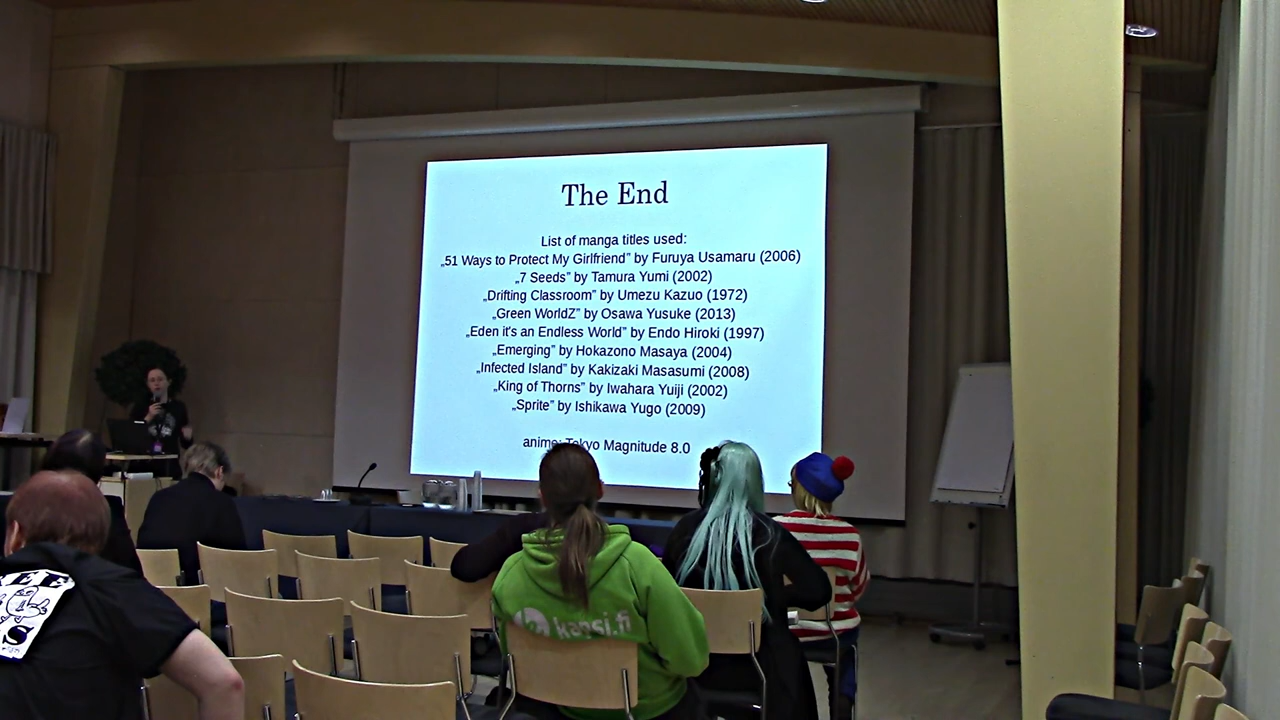 The End
List of manga titles used:
„51 Ways to Protect My Girlfriend” by Furuya Usamaru (2006)
„7 Seeds” by Tamura Yumi (2002)
„Drifting Classroom” by Umezu Kazuo (1972)
„Green WorldZ” by Osawa Yusuke (2013)
„Eden it's an Endless World” by Endo Hiroki (1997)
„Emerging” by Hokazono Masaya (2004)
„Infected Island” by Kakizaki Masasumi (2008)
„King of Thorns” by Iwahara Yuiji (2002)
„Sprite” by Ishikawa Yugo (2009)
anime: Tokyo Magnitude 8.0
kapsi.fi